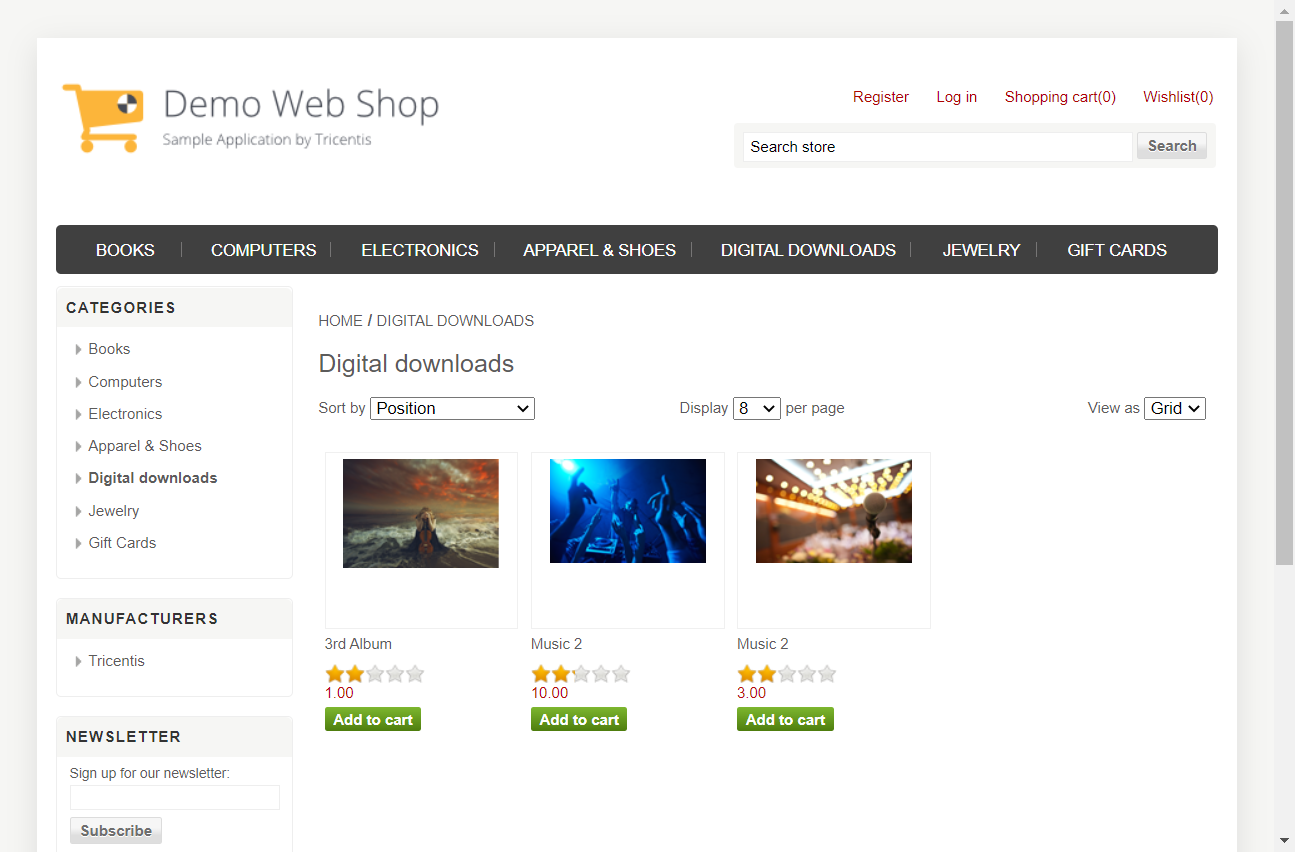 Demo Web Shop
Sample Application by Tricentis
Register Log in Shopping cart(0) Wishlist(0)
Search store Search
BOOKS COMPUTERS ELECTRONICS APPAREL & SHOES DIGITAL DOWNLOADS JEWELRY GIFT CARDS
CATEGORIES
Books
Computers
Electronics
Apparel & Shoes
Digital downloads
Jewelry
Gift Cards
MANUFACTURERS
Tricentis
NEWSLETTER
Sign up for our newsletter:
Subscribe
HOME / DIGITAL DOWNLOADS
Digital downloads
Sort by Position Display 8 per page View as Grid
3rd Album Music 2 Music 2
1.00 10.00 3.00
Add to cart Add to cart Add to cart